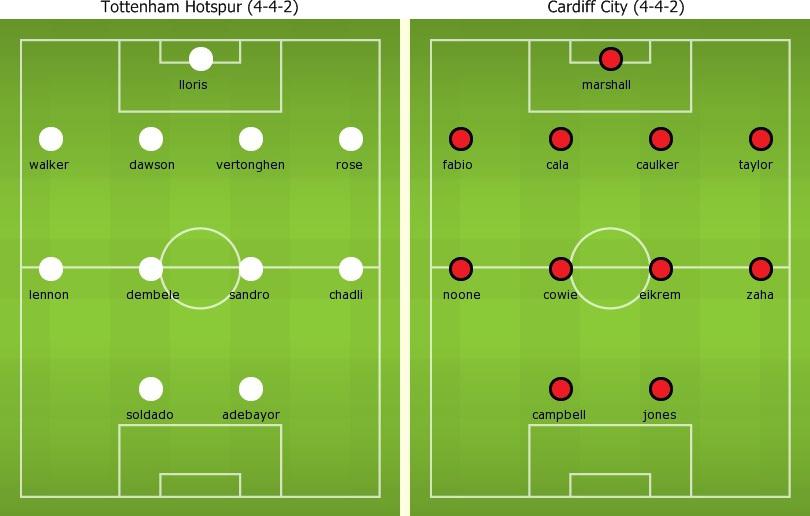 Tottenham Hotspur (4-4-2)
lloris
walker dawson vertonghen rose
lennon dembele sandro chadli
soldado adebayor
Cardiff City (4-4-2)
marshall
fabio cala caulker taylor
noone cowie eikrem zaha
campbell jones